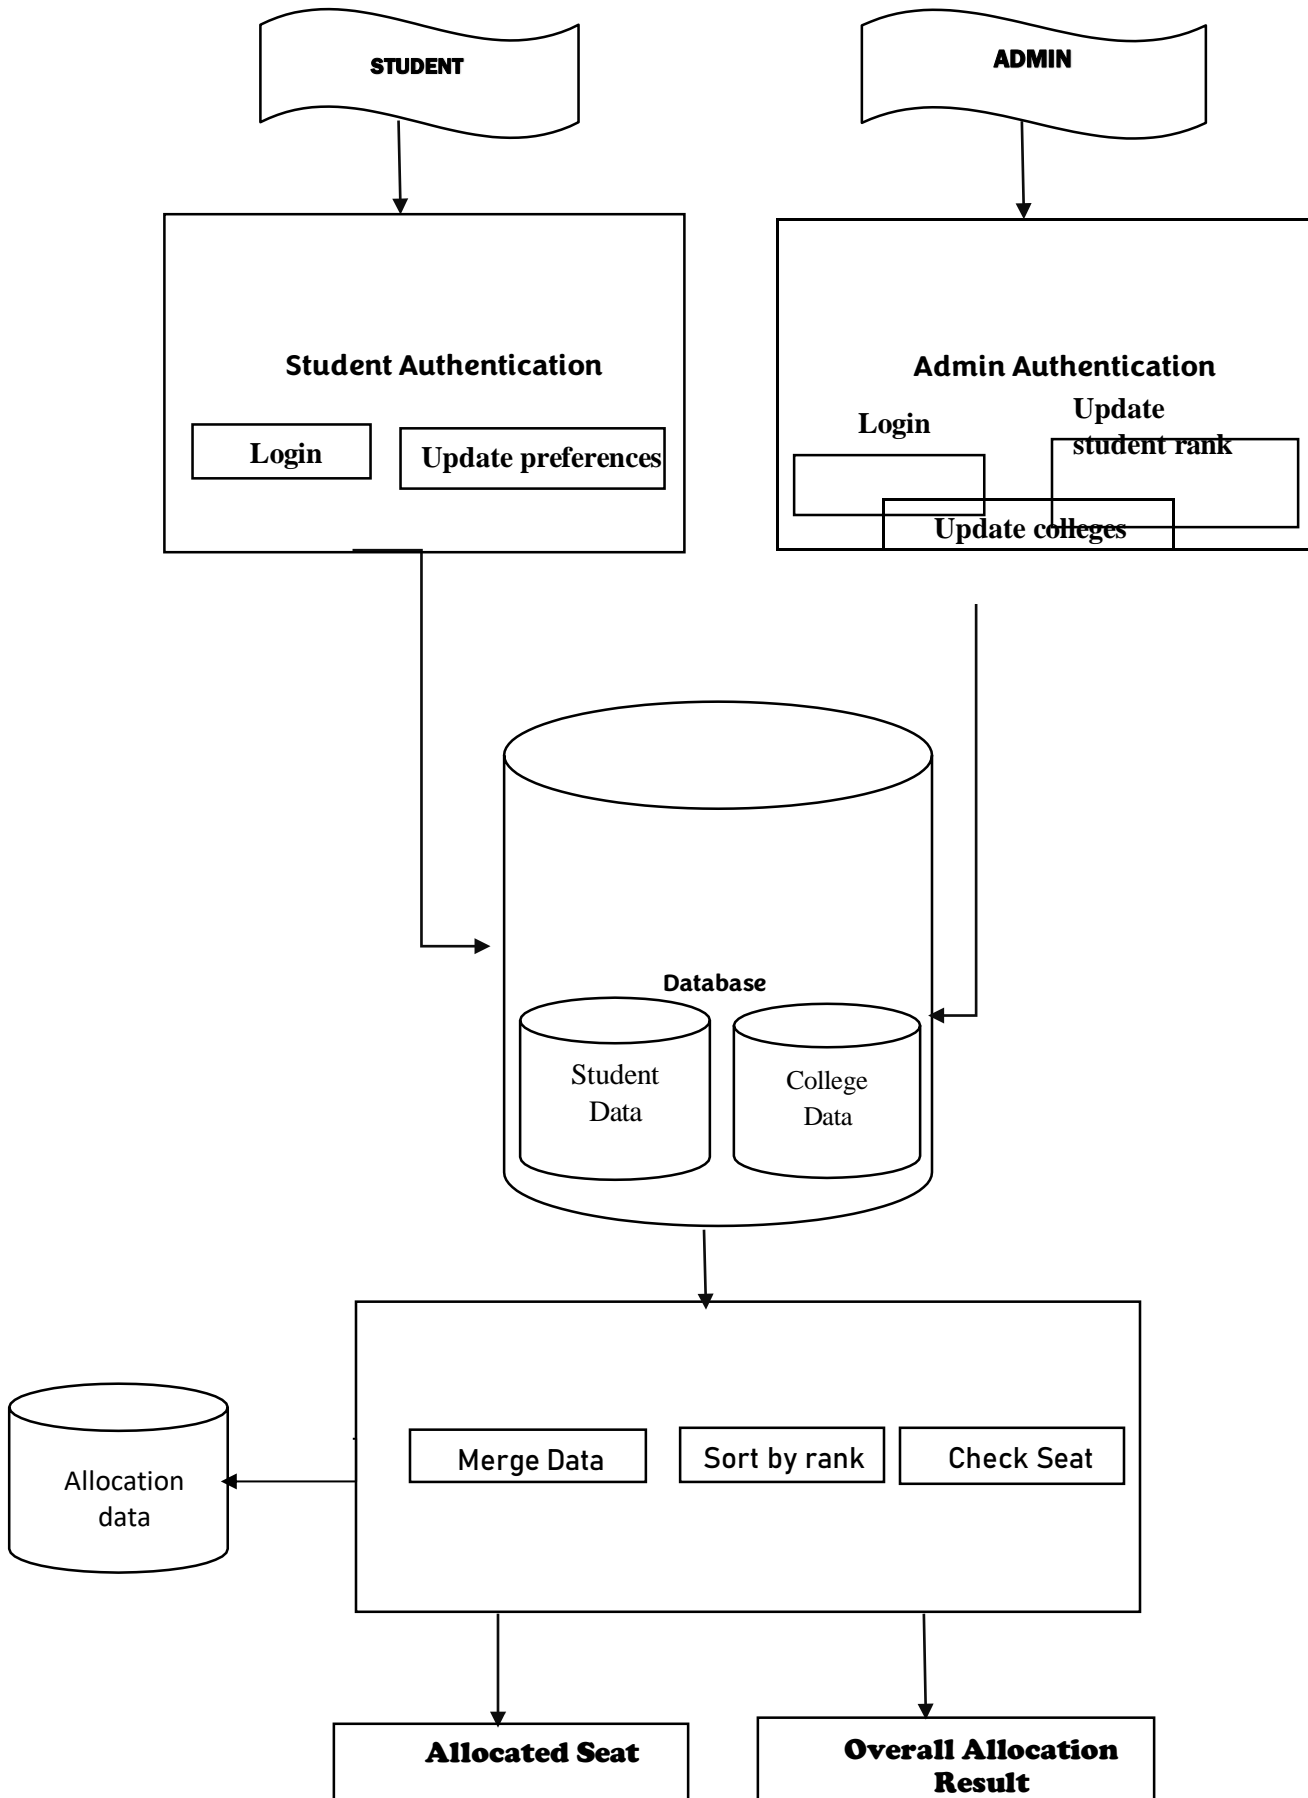 STUDENT
ADMIN
Student Authentication
Login
Update preferences
Admin Authentication
Login
Update
student rank
Update colleges
Database
Student
Data
College
Data
Merge Data
Sort by rank
Check Seat
Allocation
data
Allocated Seat
Overall Allocation
Result